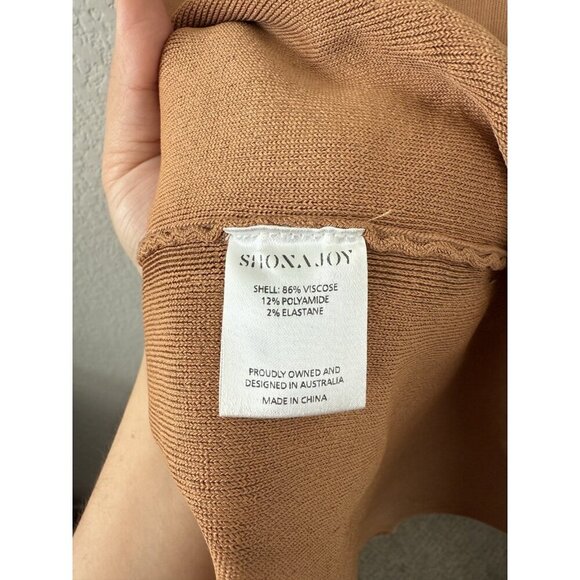 SHONA JOY
SHELL: 86% VISCOSE
12% POLYAMIDE
2% ELASTANE
PROUDLY OWNED AND
DESIGNED IN AUSTRALIA
MADE IN CHINA